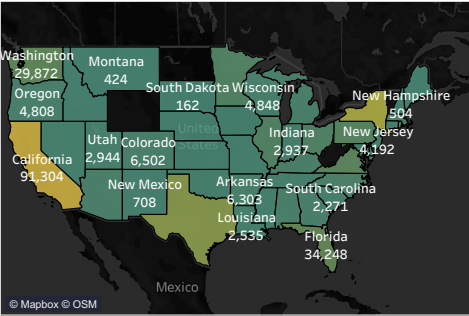 Washington
29,872
Montana
424
Oregon
4,808
South Dakota
162
Wisconsin
4,848
New Hampshire
504
United
States
Utah
2,944
Colorado
6,502
Indiana
2,937
New Jersey
4,192
California
91,304
New Mexico
708
Arkansas
6,303
South Carolina
2,271
Louisiana
2,535
Florida
34,248
Mexico
© Mapbox © OSM